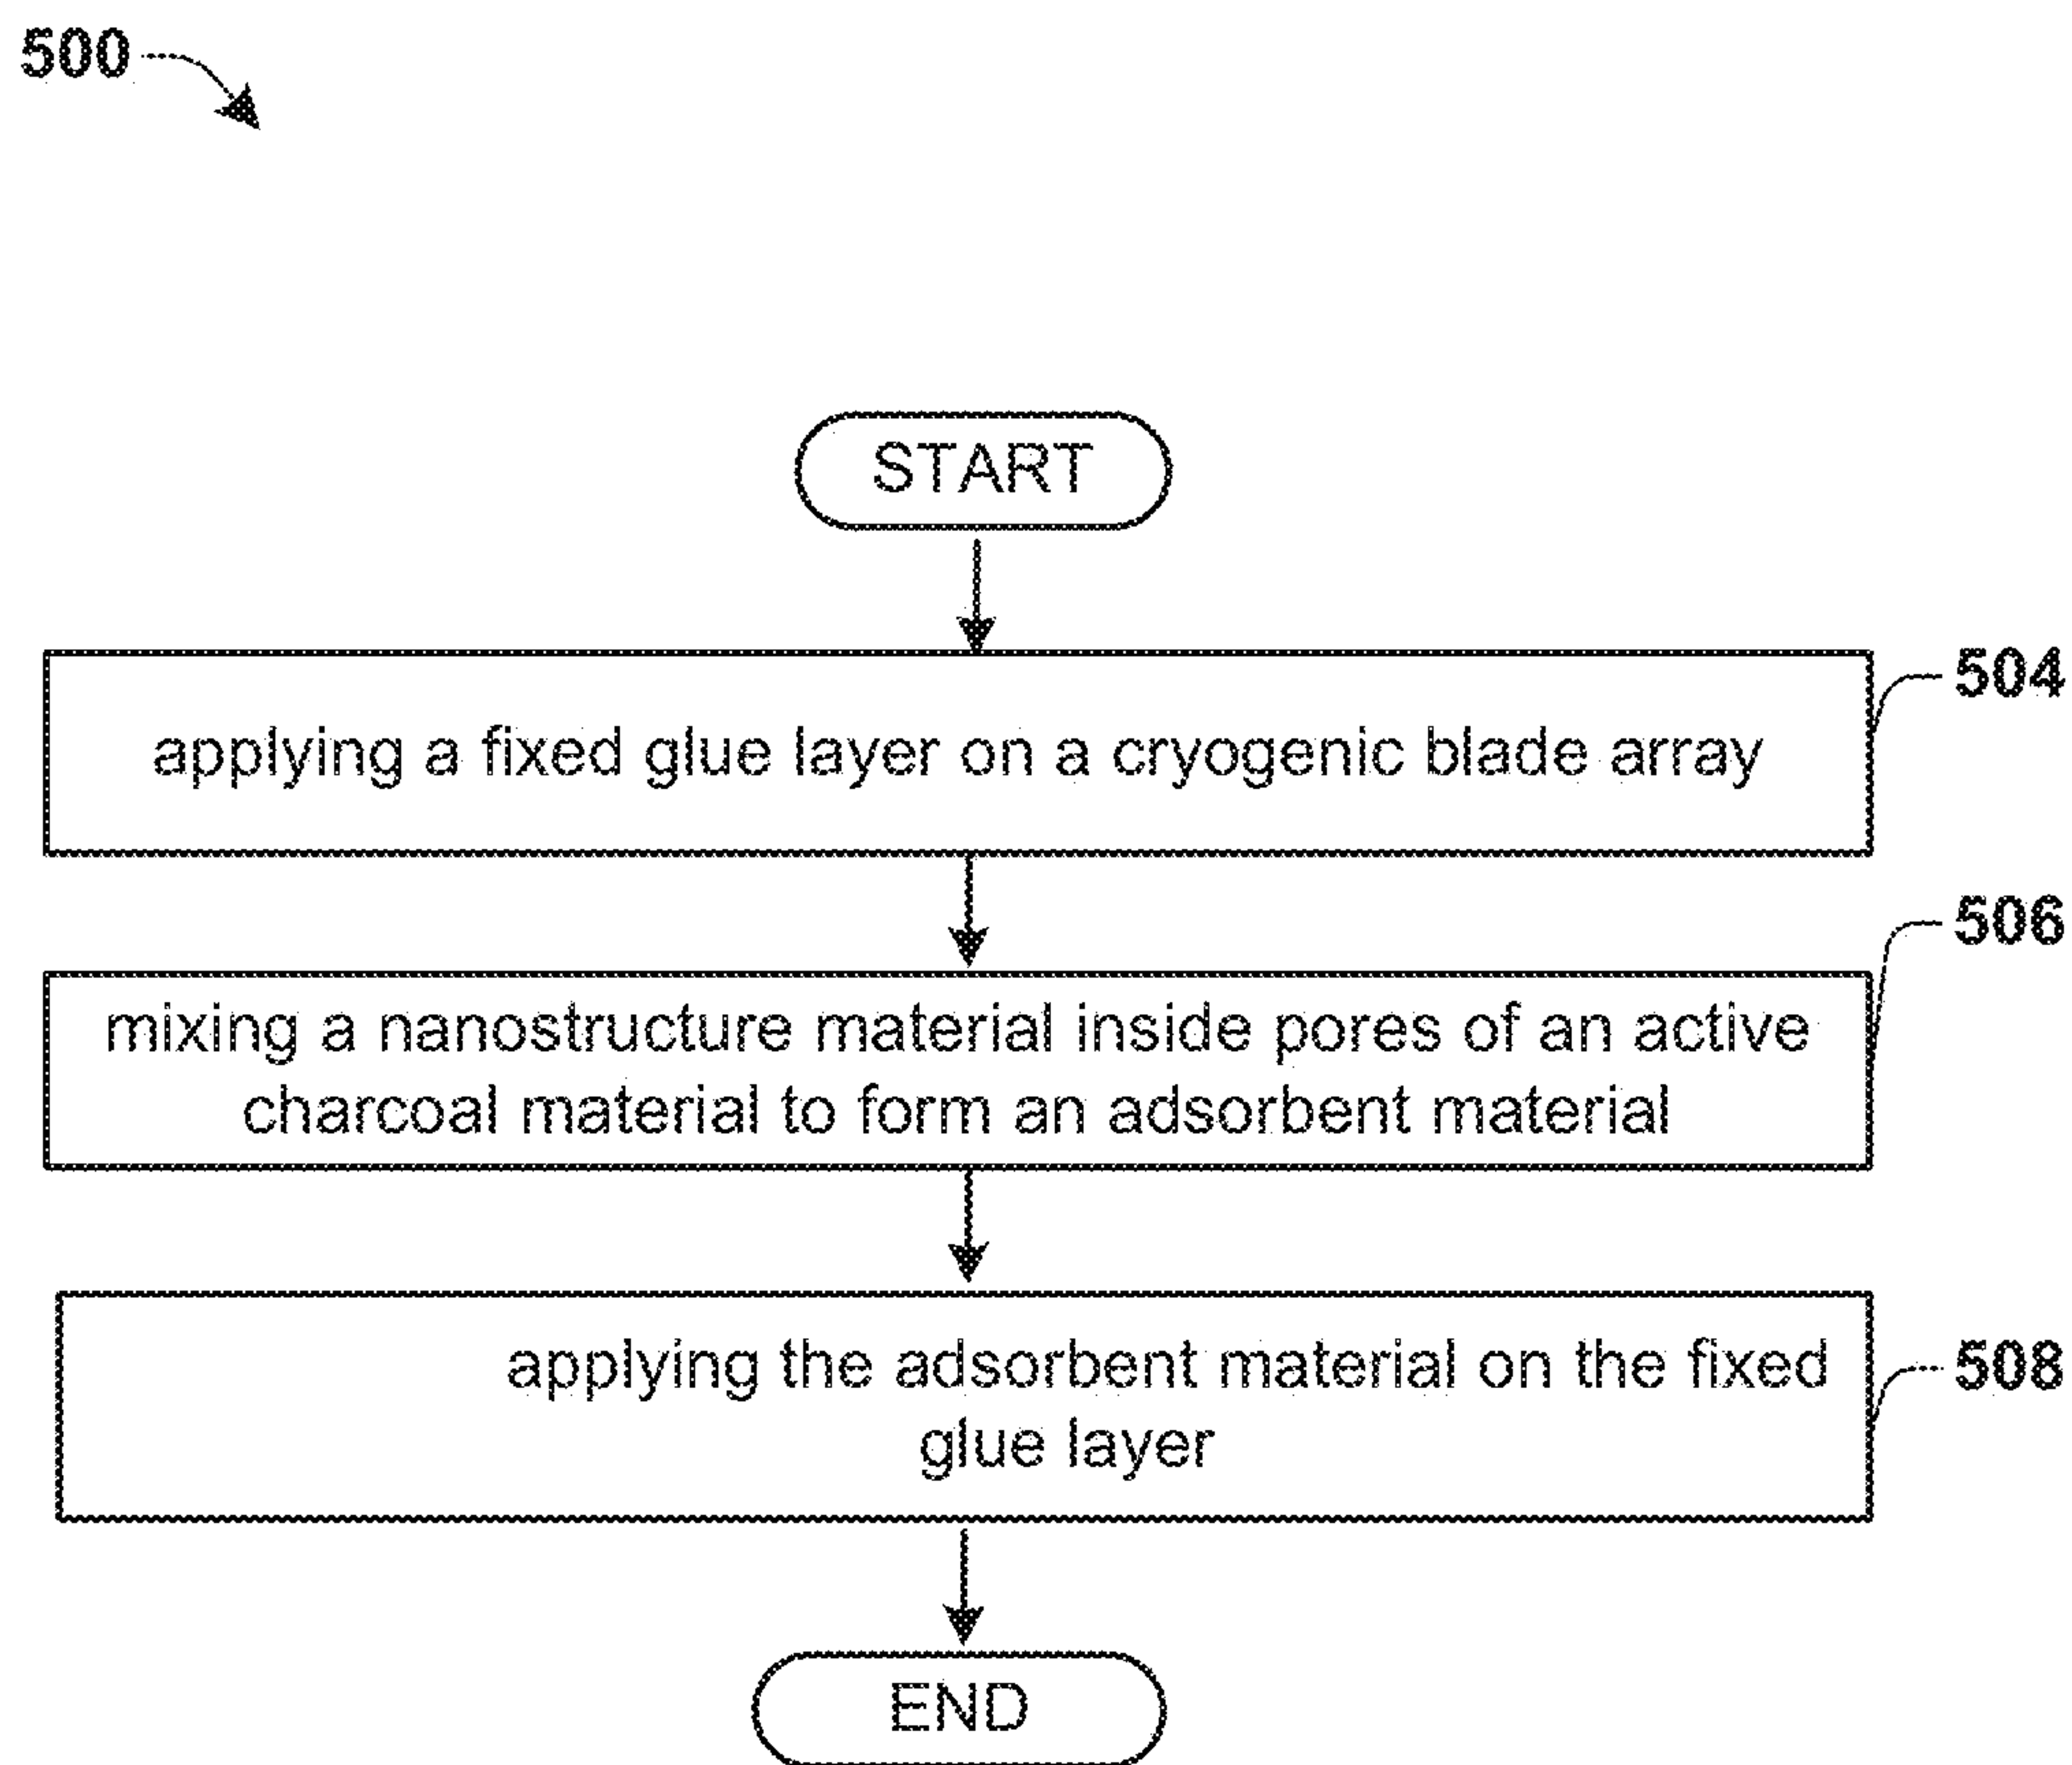 500
START
504
applying a fixed glue layer on a cryogenic blade array
506
mixing a nanostructure material inside pores of an active
charcoal material to form an adsorbent material
508
applying the adsorbent material on the fixed
glue layer
END